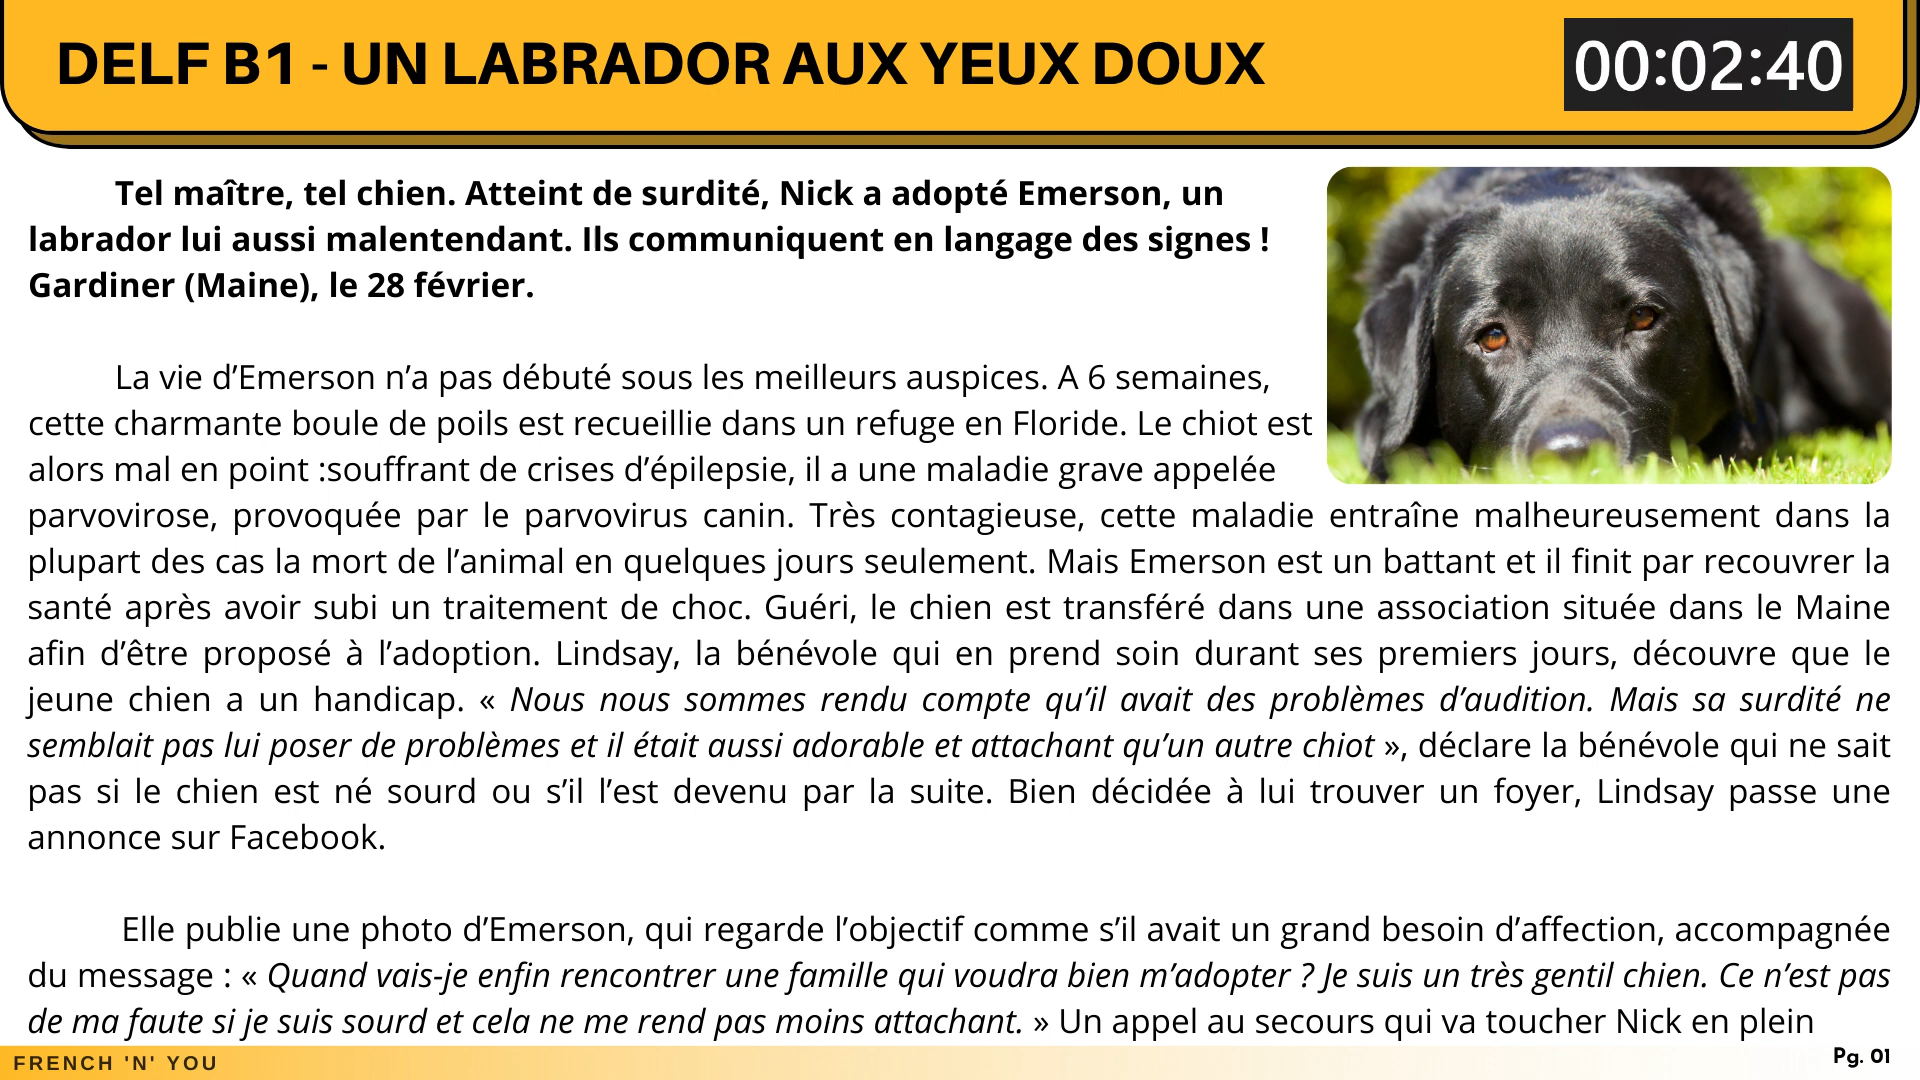 DELF B1 - UN LABRADOR AUX YEUX DOUX
00:02:40
Tel maître, tel chien. Atteint de surdité, Nick a adopté Emerson, un
labrador lui aussi malentendant. Ils communiquent en langage des signes !
Gardiner (Maine), le 28 février.
La vie d’Emerson n’a pas débuté sous les meilleurs auspices. A 6 semaines,
cette charmante boule de poils est recueillie dans un refuge en Floride. Le chiot est
alors mal en point :souffrant de crises d’épilepsie, il a une maladie grave appelée
parvovirose, provoquée par le parvovirus canin. Très contagieuse, cette maladie entraîne malheureusement dans la
plupart des cas la mort de l’animal en quelques jours seulement. Mais Emerson est un battant et il finit par recouvrer la
santé après avoir subi un traitement de choc. Guéri, le chien est transféré dans une association située dans le Maine
afin d’être proposé à l’adoption. Lindsay, la bénévole qui en prend soin durant ses premiers jours, découvre que le
jeune chien a un handicap. « Nous nous sommes rendu compte qu’il avait des problèmes d’audition. Mais sa surdité ne
semblait pas lui poser de problèmes et il était aussi adorable et attachant qu’un autre chiot », déclare la bénévole qui ne sait
pas si le chien est né sourd ou s’il l’est devenu par la suite. Bien décidée à lui trouver un foyer, Lindsay passe une
annonce sur Facebook.
Elle publie une photo d’Emerson, qui regarde l’objectif comme s’il avait un grand besoin d’affection, accompagnée
du message : « Quand vais-je enfin rencontrer une famille qui voudra bien m’adopter ? Je suis un très gentil chien. Ce n’est pas
de ma faute si je suis sourd et cela ne me rend pas moins attachant. » Un appel au secours qui va toucher Nick en plein
FRENCH 'N' YOU
Pg. 01